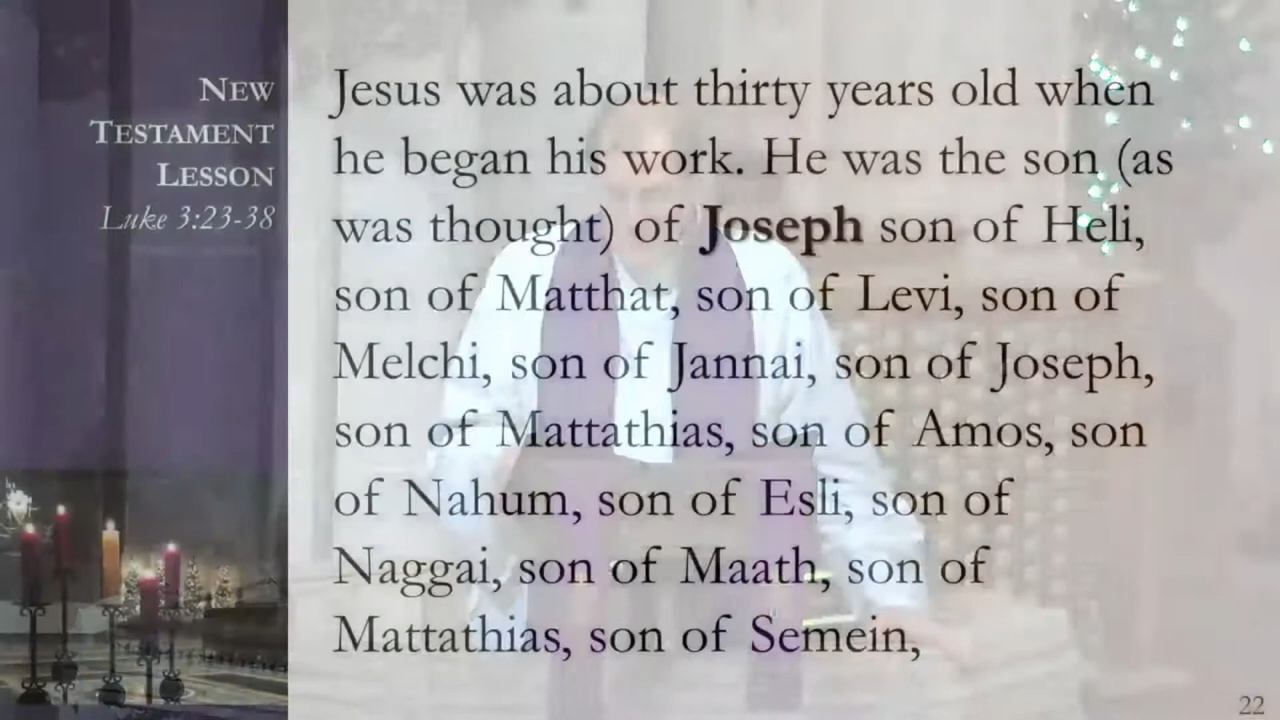 NEW
TESTAMENT
LESSON
Luke 3:23-38
Jesus was about thirty years old when
he began his work. He was the son (as
was thought) of Joseph son of Heli,
son of Matthat, son of Levi, son of
Melchi, son of Jannai, son of Joseph,
son of Mattathias, son of Amos, son
of Nahum, son of Esli, son of
Naggai, son of Maath, son of
Mattathias, son of Semein,
22